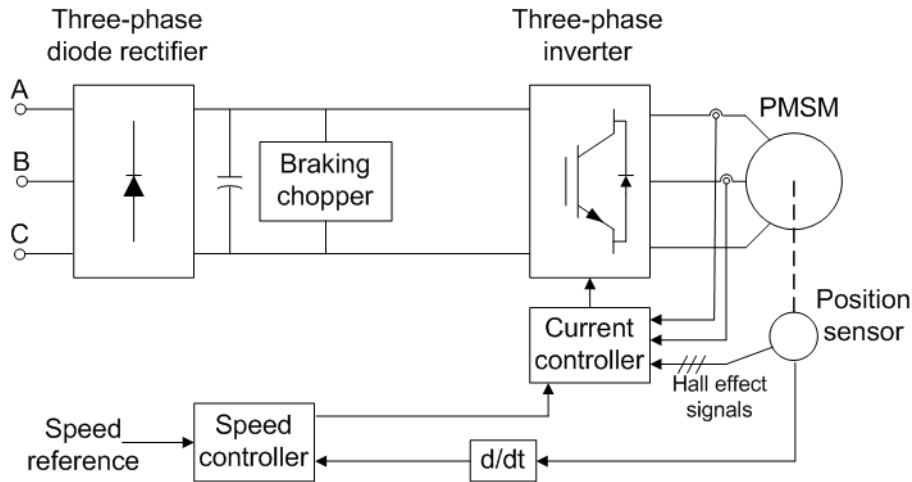 Three-phase
diode rectifier
Three-phase
inverter
A
B
C
PMSM
Braking
chopper
Position
sensor
Current
controller
Hall effect
signals
Speed
reference
Speed
controller
d/dt